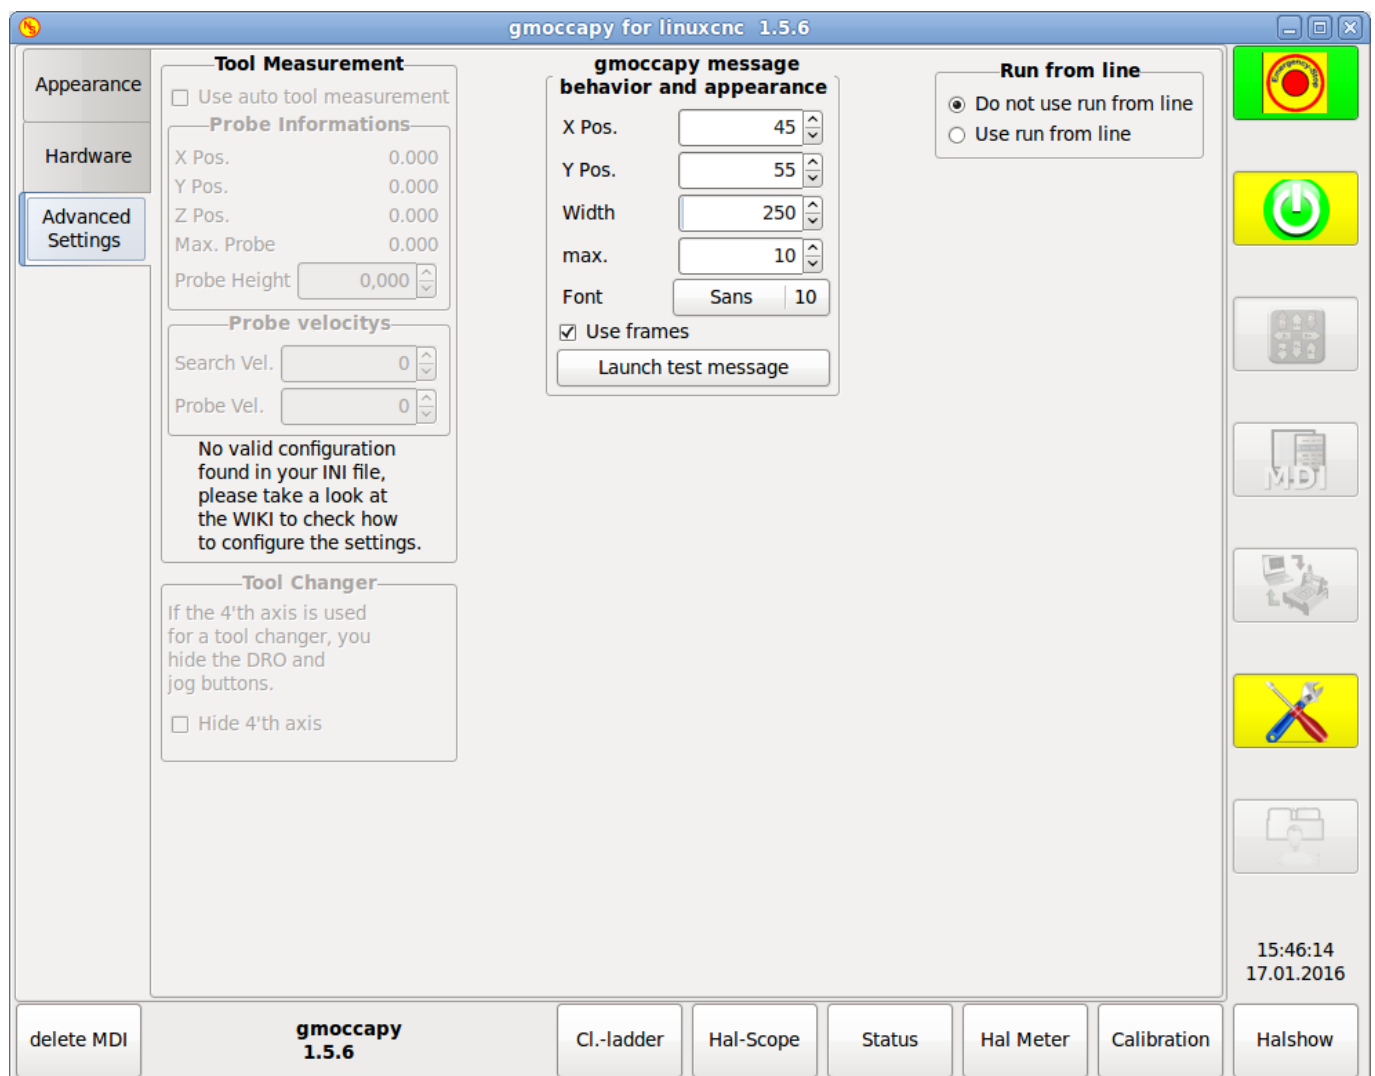 gmoccapy for linuxcnc 1.5.6
Appearance
Hardware
Advanced
Settings
Tool Measurement
Use auto tool measurement
Probe Informations
X Pos. 0.000
Y Pos. 0.000
Z Pos. 0.000
Max. Probe 0.000
Probe Height 0,000
Probe velocitys
Search Vel. 0
Probe Vel. 0
No valid configuration
found in your INI file,
please take a look at
the WIKI to check how
to configure the settings.
Tool Changer
If the 4'th axis is used
for a tool changer, you
hide the DRO and
jog buttons.
Hide 4'th axis
gmoccapy message
behavior and appearance
X Pos. 45
Y Pos. 55
Width 250
max. 10
Font Sans 10
Use frames
Launch test message
Run from line
Do not use run from line
Use run from line
Emergency-Stop
MDI
15:46:14
17.01.2016
delete MDI
gmoccapy
1.5.6
Cl.-ladder
Hal-Scope
Status
Hal Meter
Calibration
Halshow